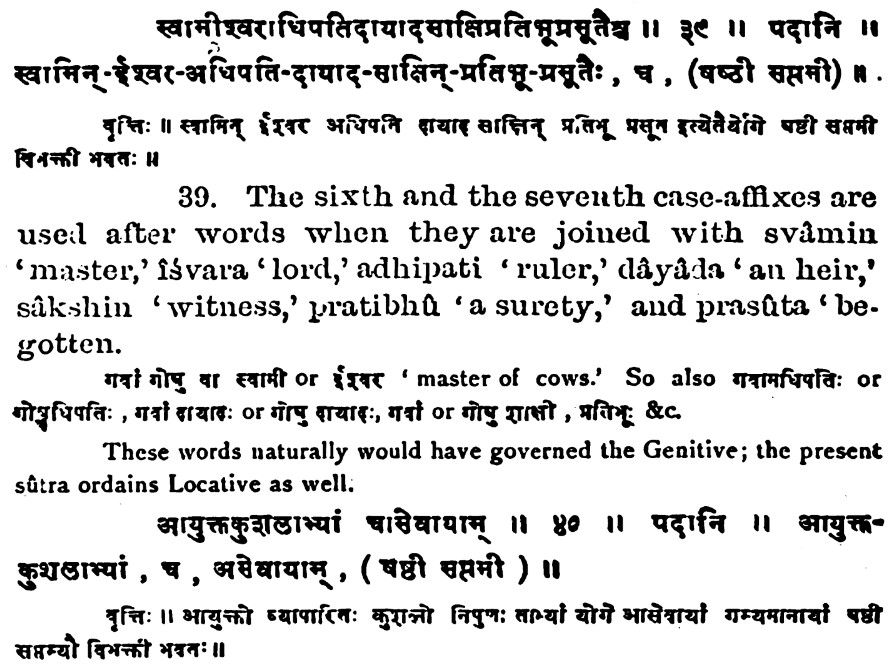 स्वामीश्वराधिपतिदायादसाक्षिप्रतिभूप्रसूतैश्च ॥ ३९ ॥ पदानि ॥
स्वामिन्-ईश्वर-अधिपति-दायाद-साक्षिन्-प्रतिभू-प्रसूतैः, च, (षष्ठी सप्तमी) ॥
वृत्तिः ॥ स्वामिन् ईश्वर अधिपति दायाद साक्षिन् प्रतिभू प्रसूत इत्येतैर्योगे षष्ठी सप्तमी
विभक्ती भवतः ॥
39. The sixth and the seventh case-affixes are
used after words when they are joined with svâmin
‘master,’ îśvara ‘lord,’ adhipati ‘ruler,’ dâyâda ‘an heir,’
sâkshin ‘witness,’ pratibhû ‘a surety,’ and prasûta ‘be-
gotten.
गवां गोषु वा स्वामी or ईश्वर ‘master of cows.’ So also गवामधिपतिः or
गोष्वधिपतिः, गवां दायादः or गोषु दायादः, गवां or गोषु शाक्षी, प्रतिभूः &c.
These words naturally would have governed the Genitive; the present
sûtra ordains Locative as well.
आयुक्तकुशलाभ्यां चासेवायाम् ॥ ४० ॥ पदानि ॥ आयुक्त-
कुशलाभ्यां, च, असेवायाम्, (षष्ठी सप्तमी) ॥
वृत्तिः ॥ आयुक्तो व्यापारितः कुशलो निपुणः ताभ्यां योगे आसेवायां गम्यमानायां षष्ठी
सप्तम्यौ विभक्ती भवतः ॥